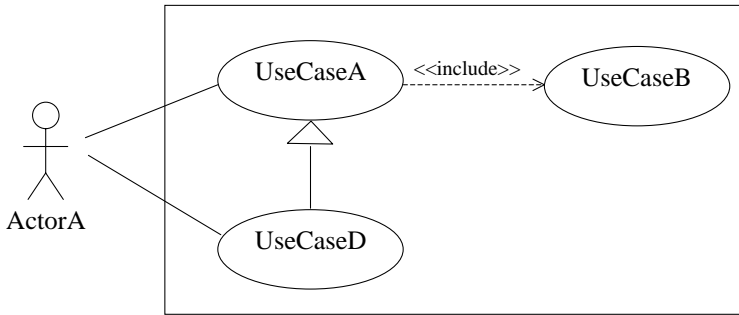 UseCaseA
<<include>>
UseCaseB
ActorA
UseCaseD